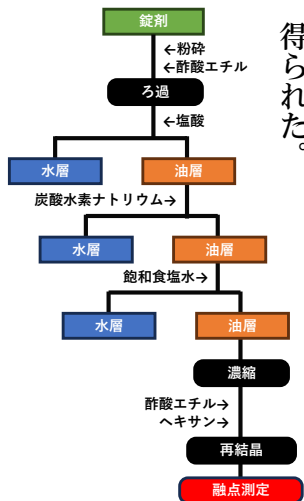 得られた。
錠剤
←粉砕
←酢酸エチル
ろ過
←塩酸
水層
油層
炭酸水素ナトリウム→
水層
油層
飽和食塩水→
水層
油層
濃縮
酢酸エチル→
ヘキサン→
再結晶
融点測定